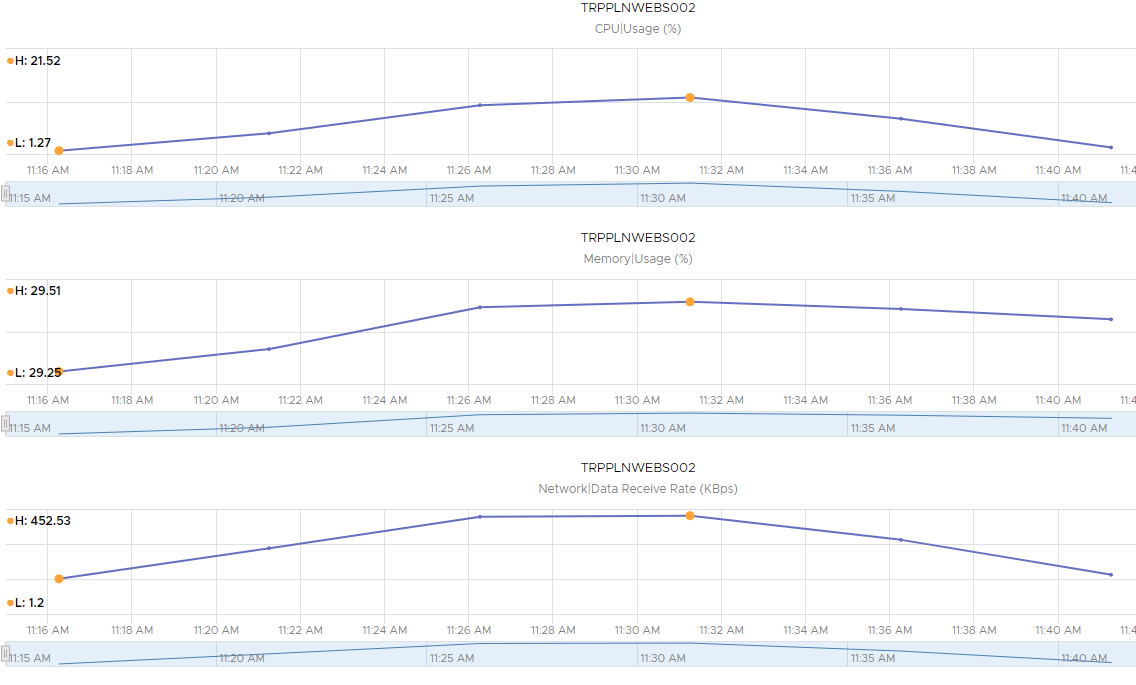 TRPPLNWEBS002
CPU|Usage (%)
H: 21.52
L: 1.27
11:16 AM 11:18 AM 11:20 AM 11:22 AM 11:24 AM 11:26 AM 11:28 AM 11:30 AM 11:32 AM 11:34 AM 11:36 AM 11:38 AM 11:40 AM 11:4
11:15 AM 11:20 AM 11:25 AM 11:30 AM 11:35 AM 11:40 AM
TRPPLNWEBS002
Memory|Usage (%)
H: 29.51
L: 29.25
11:16 AM 11:18 AM 11:20 AM 11:22 AM 11:24 AM 11:26 AM 11:28 AM 11:30 AM 11:32 AM 11:34 AM 11:36 AM 11:38 AM 11:40 AM 11:4
11:15 AM 11:20 AM 11:25 AM 11:30 AM 11:35 AM 11:40 AM
TRPPLNWEBS002
Network|Data Receive Rate (KBps)
H: 452.53
L: 1.2
11:16 AM 11:18 AM 11:20 AM 11:22 AM 11:24 AM 11:26 AM 11:28 AM 11:30 AM 11:32 AM 11:34 AM 11:36 AM 11:38 AM 11:40 AM 11:4
11:15 AM 11:20 AM 11:25 AM 11:30 AM 11:35 AM 11:40 AM